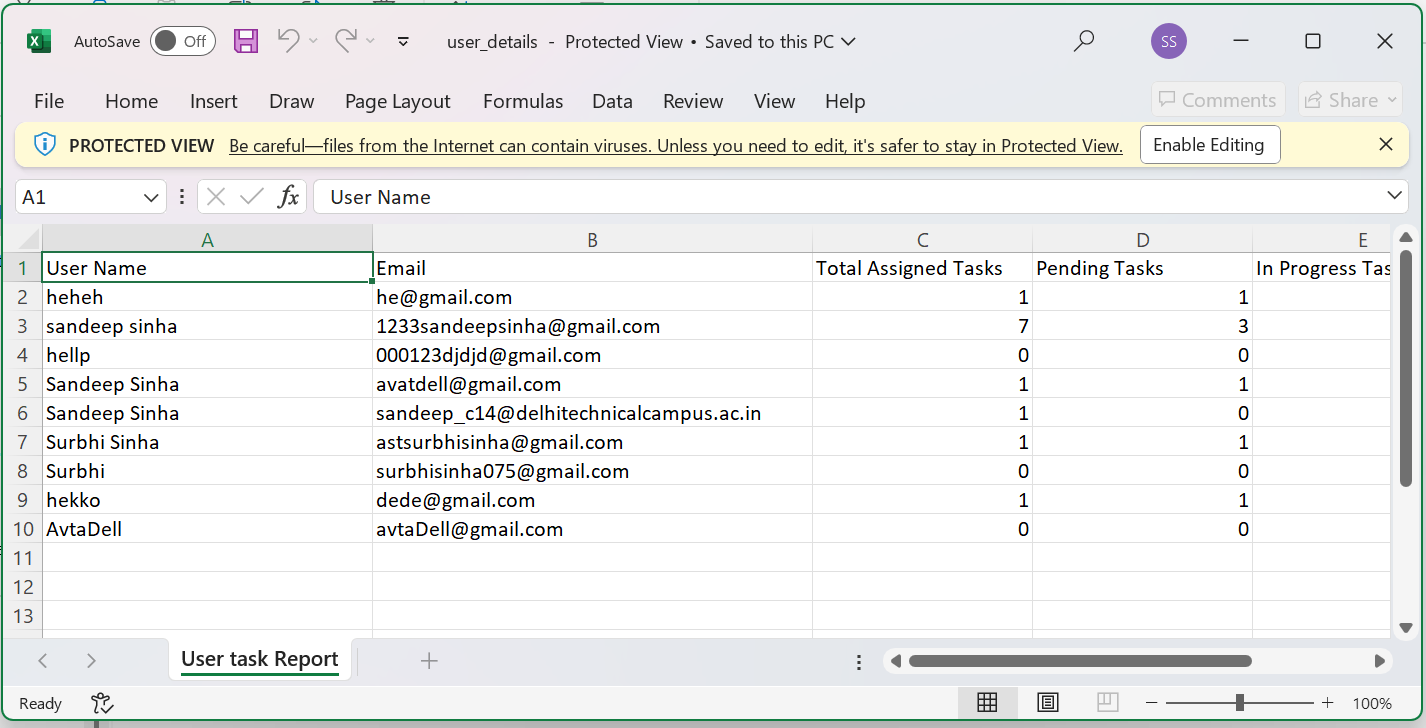 AutoSave Off user_details - Protected View • Saved to this PC SS
File Home Insert Draw Page Layout Formulas Data Review View Help Comments Share
PROTECTED VIEW Be careful—files from the Internet can contain viruses. Unless you need to edit, it's safer to stay in Protected View. Enable Editing
A1 fx User Name
A B C D E
1 User Name Email Total Assigned Tasks Pending Tasks In Progress Tas
2 heheh he@gmail.com 1 1
3 sandeep sinha 1233sandeepsinha@gmail.com 7 3
4 hellp 000123djdjd@gmail.com 0 0
5 Sandeep Sinha avatdell@gmail.com 1 1
6 Sandeep Sinha sandeep_c14@delhitechnicalcampus.ac.in 1 0
7 Surbhi Sinha astsurbhisinha@gmail.com 1 1
8 Surbhi surbhisinha075@gmail.com 0 0
9 hekko dede@gmail.com 1 1
10 AvtaDell avtaDell@gmail.com 0 0
11
12
13
User task Report
Ready 100%